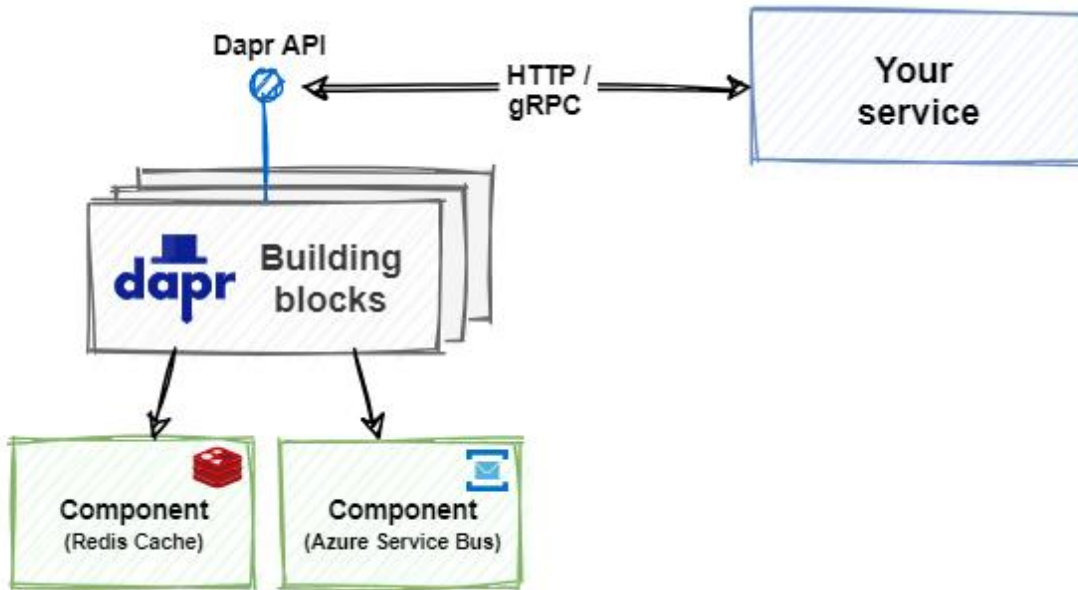 Dapr API
HTTP /
gRPC
Your
service
dapr
Building
blocks
Component
(Redis Cache)
Component
(Azure Service Bus)